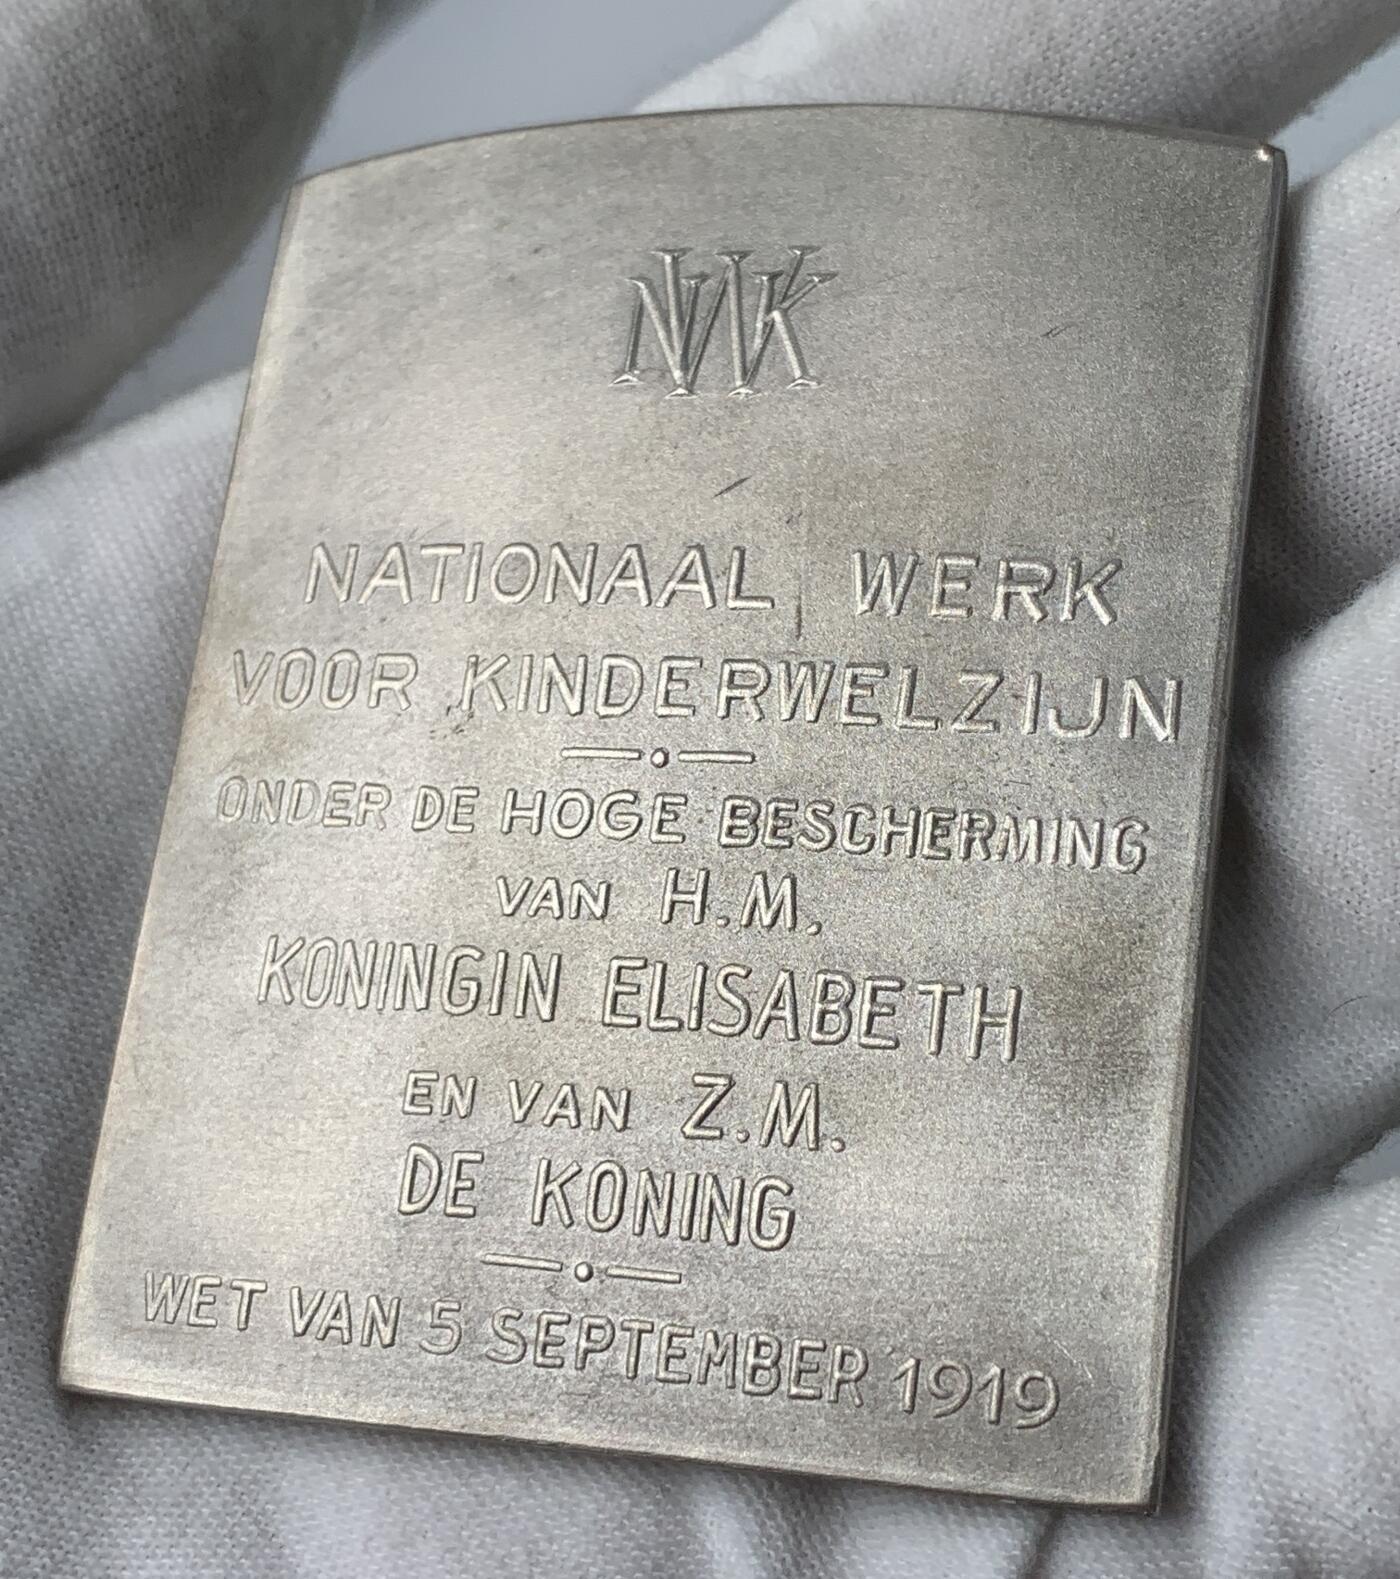 NWK
NATIONAAL WERK
VOOR KINDERWELZIJN
ONDER DE HOGE BESCHERMING
VAN H.M.
KONINGIN ELISABETH
EN VAN Z.M.
DE KONING
WET VAN 5 SEPTEMBER 1919